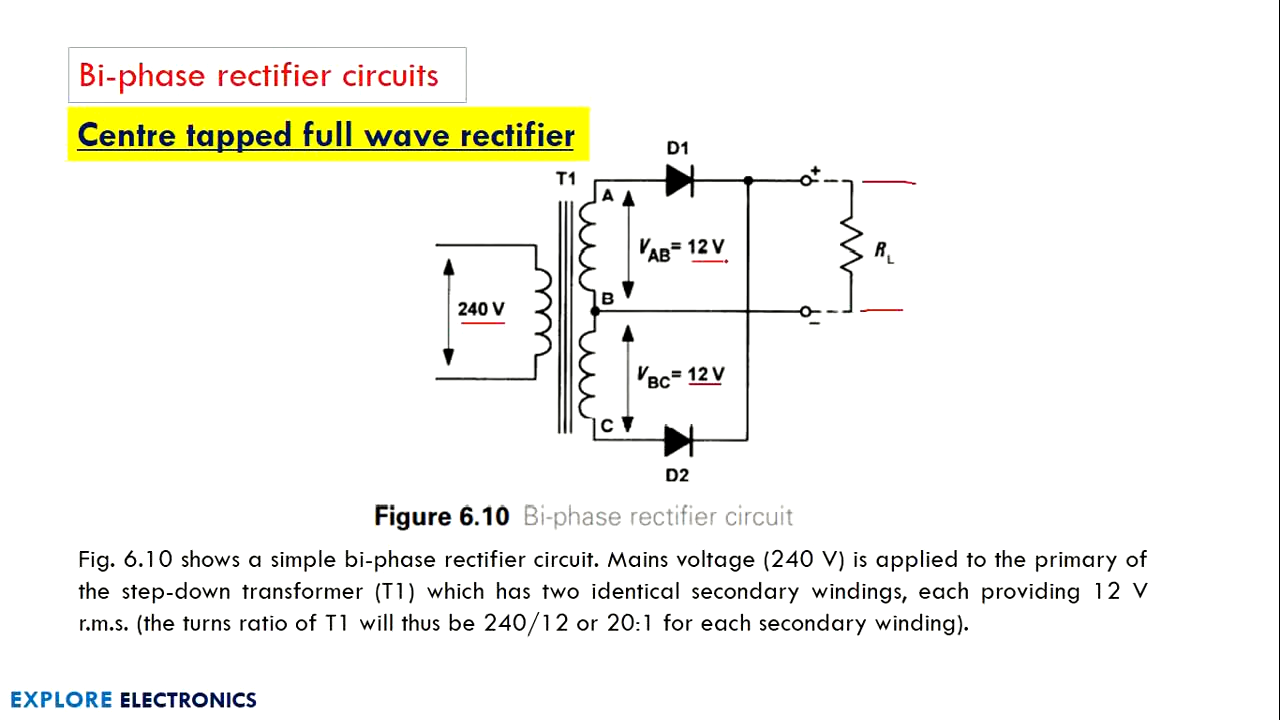 Bi-phase rectifier circuits
Centre tapped full wave rectifier
D1
T1
A
+
VAB= 12 V
RL
B
240 V
−
VBC= 12 V
C
D2
Figure 6.10 Bi-phase rectifier circuit
Fig. 6.10 shows a simple bi-phase rectifier circuit. Mains voltage (240 V) is applied to the primary of
the step-down transformer (T1) which has two identical secondary windings, each providing 12 V
r.m.s. (the turns ratio of T1 will thus be 240/12 or 20:1 for each secondary winding).
EXPLORE ELECTRONICS